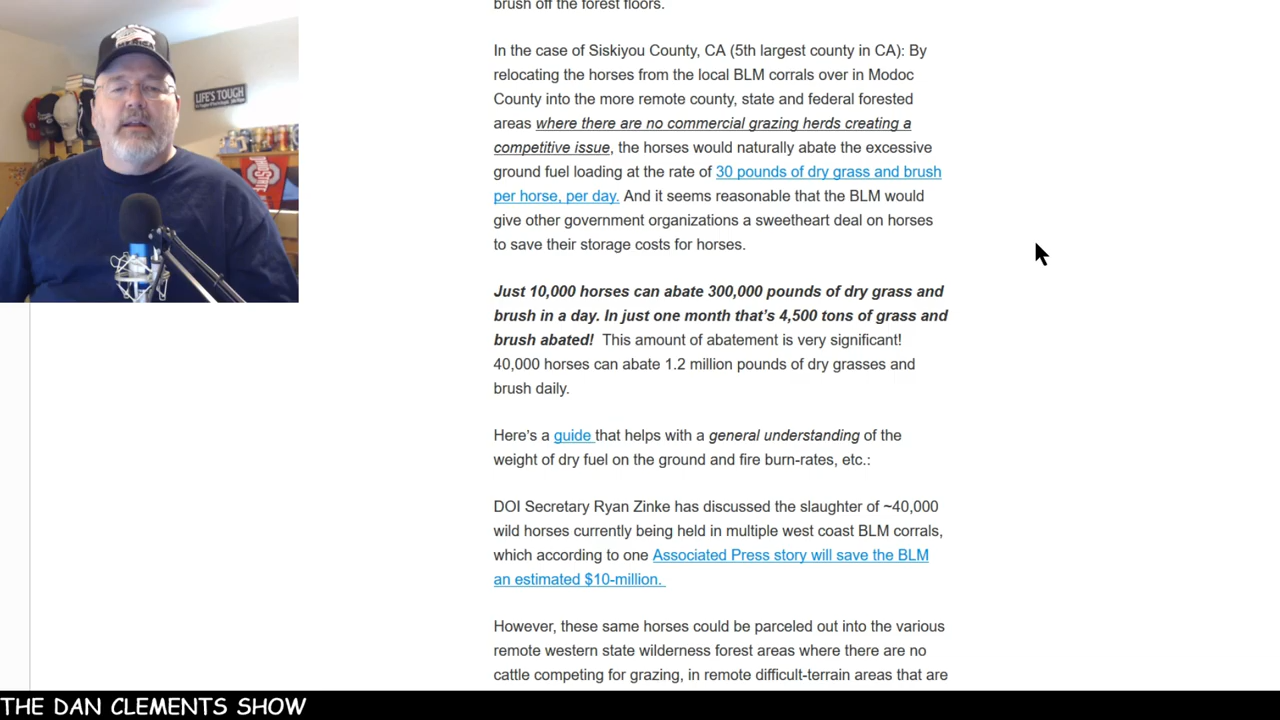 brush off the forest floors.
In the case of Siskiyou County, CA (5th largest county in CA): By
relocating the horses from the local BLM corrals over in Modoc
County into the more remote county, state and federal forested
areas where there are no commercial grazing herds creating a
competitive issue, the horses would naturally abate the excessive
ground fuel loading at the rate of 30 pounds of dry grass and brush
per horse, per day. And it seems reasonable that the BLM would
give other government organizations a sweetheart deal on horses
to save their storage costs for horses.
Just 10,000 horses can abate 300,000 pounds of dry grass and
brush in a day. In just one month that's 4,500 tons of grass and
brush abated! This amount of abatement is very significant!
40,000 horses can abate 1.2 million pounds of dry grasses and
brush daily.
Here's a guide that helps with a general understanding of the
weight of dry fuel on the ground and fire burn-rates, etc.:
DOI Secretary Ryan Zinke has discussed the slaughter of ~40,000
wild horses currently being held in multiple west coast BLM corrals,
which according to one Associated Press story will save the BLM
an estimated $10-million.
However, these same horses could be parceled out into the various
remote western state wilderness forest areas where there are no
cattle competing for grazing, in remote difficult-terrain areas that are
LIFE'S TOUGH
THE DAN CLEMENTS SHOW